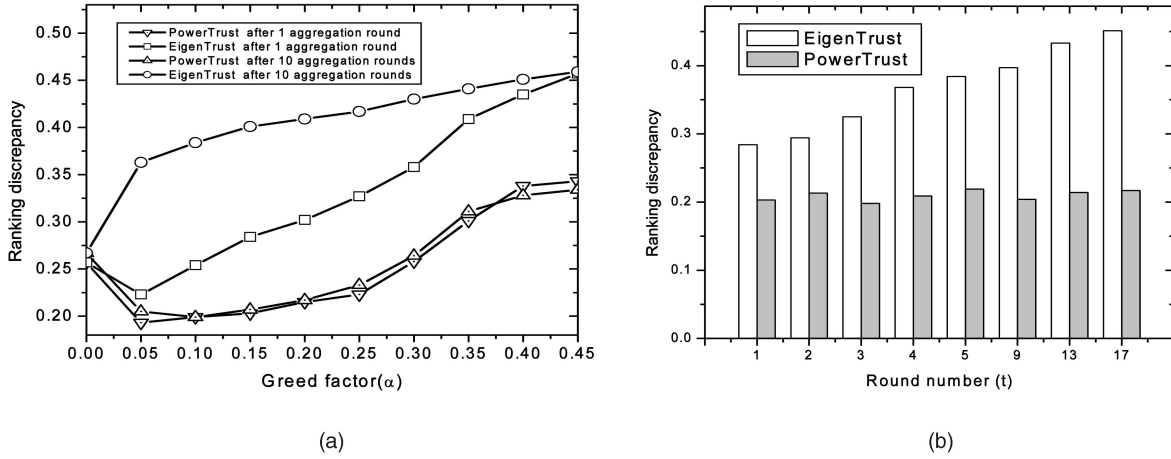 PowerTrust after 1 aggregation round
EigenTrust after 1 aggregation round
PowerTrust after 10 aggregation rounds
EigenTrust after 10 aggregation rounds
0.50
0.45
0.40
0.35
0.30
0.25
0.20
Ranking discrepancy
0.00 0.05 0.10 0.15 0.20 0.25 0.30 0.35 0.40 0.45
Greed factor(α)
(a)
EigenTrust
PowerTrust
0.4
0.3
0.2
0.1
0.0
Ranking discrepancy
1 2 3 4 5 9 13 17
Round number (t)
(b)